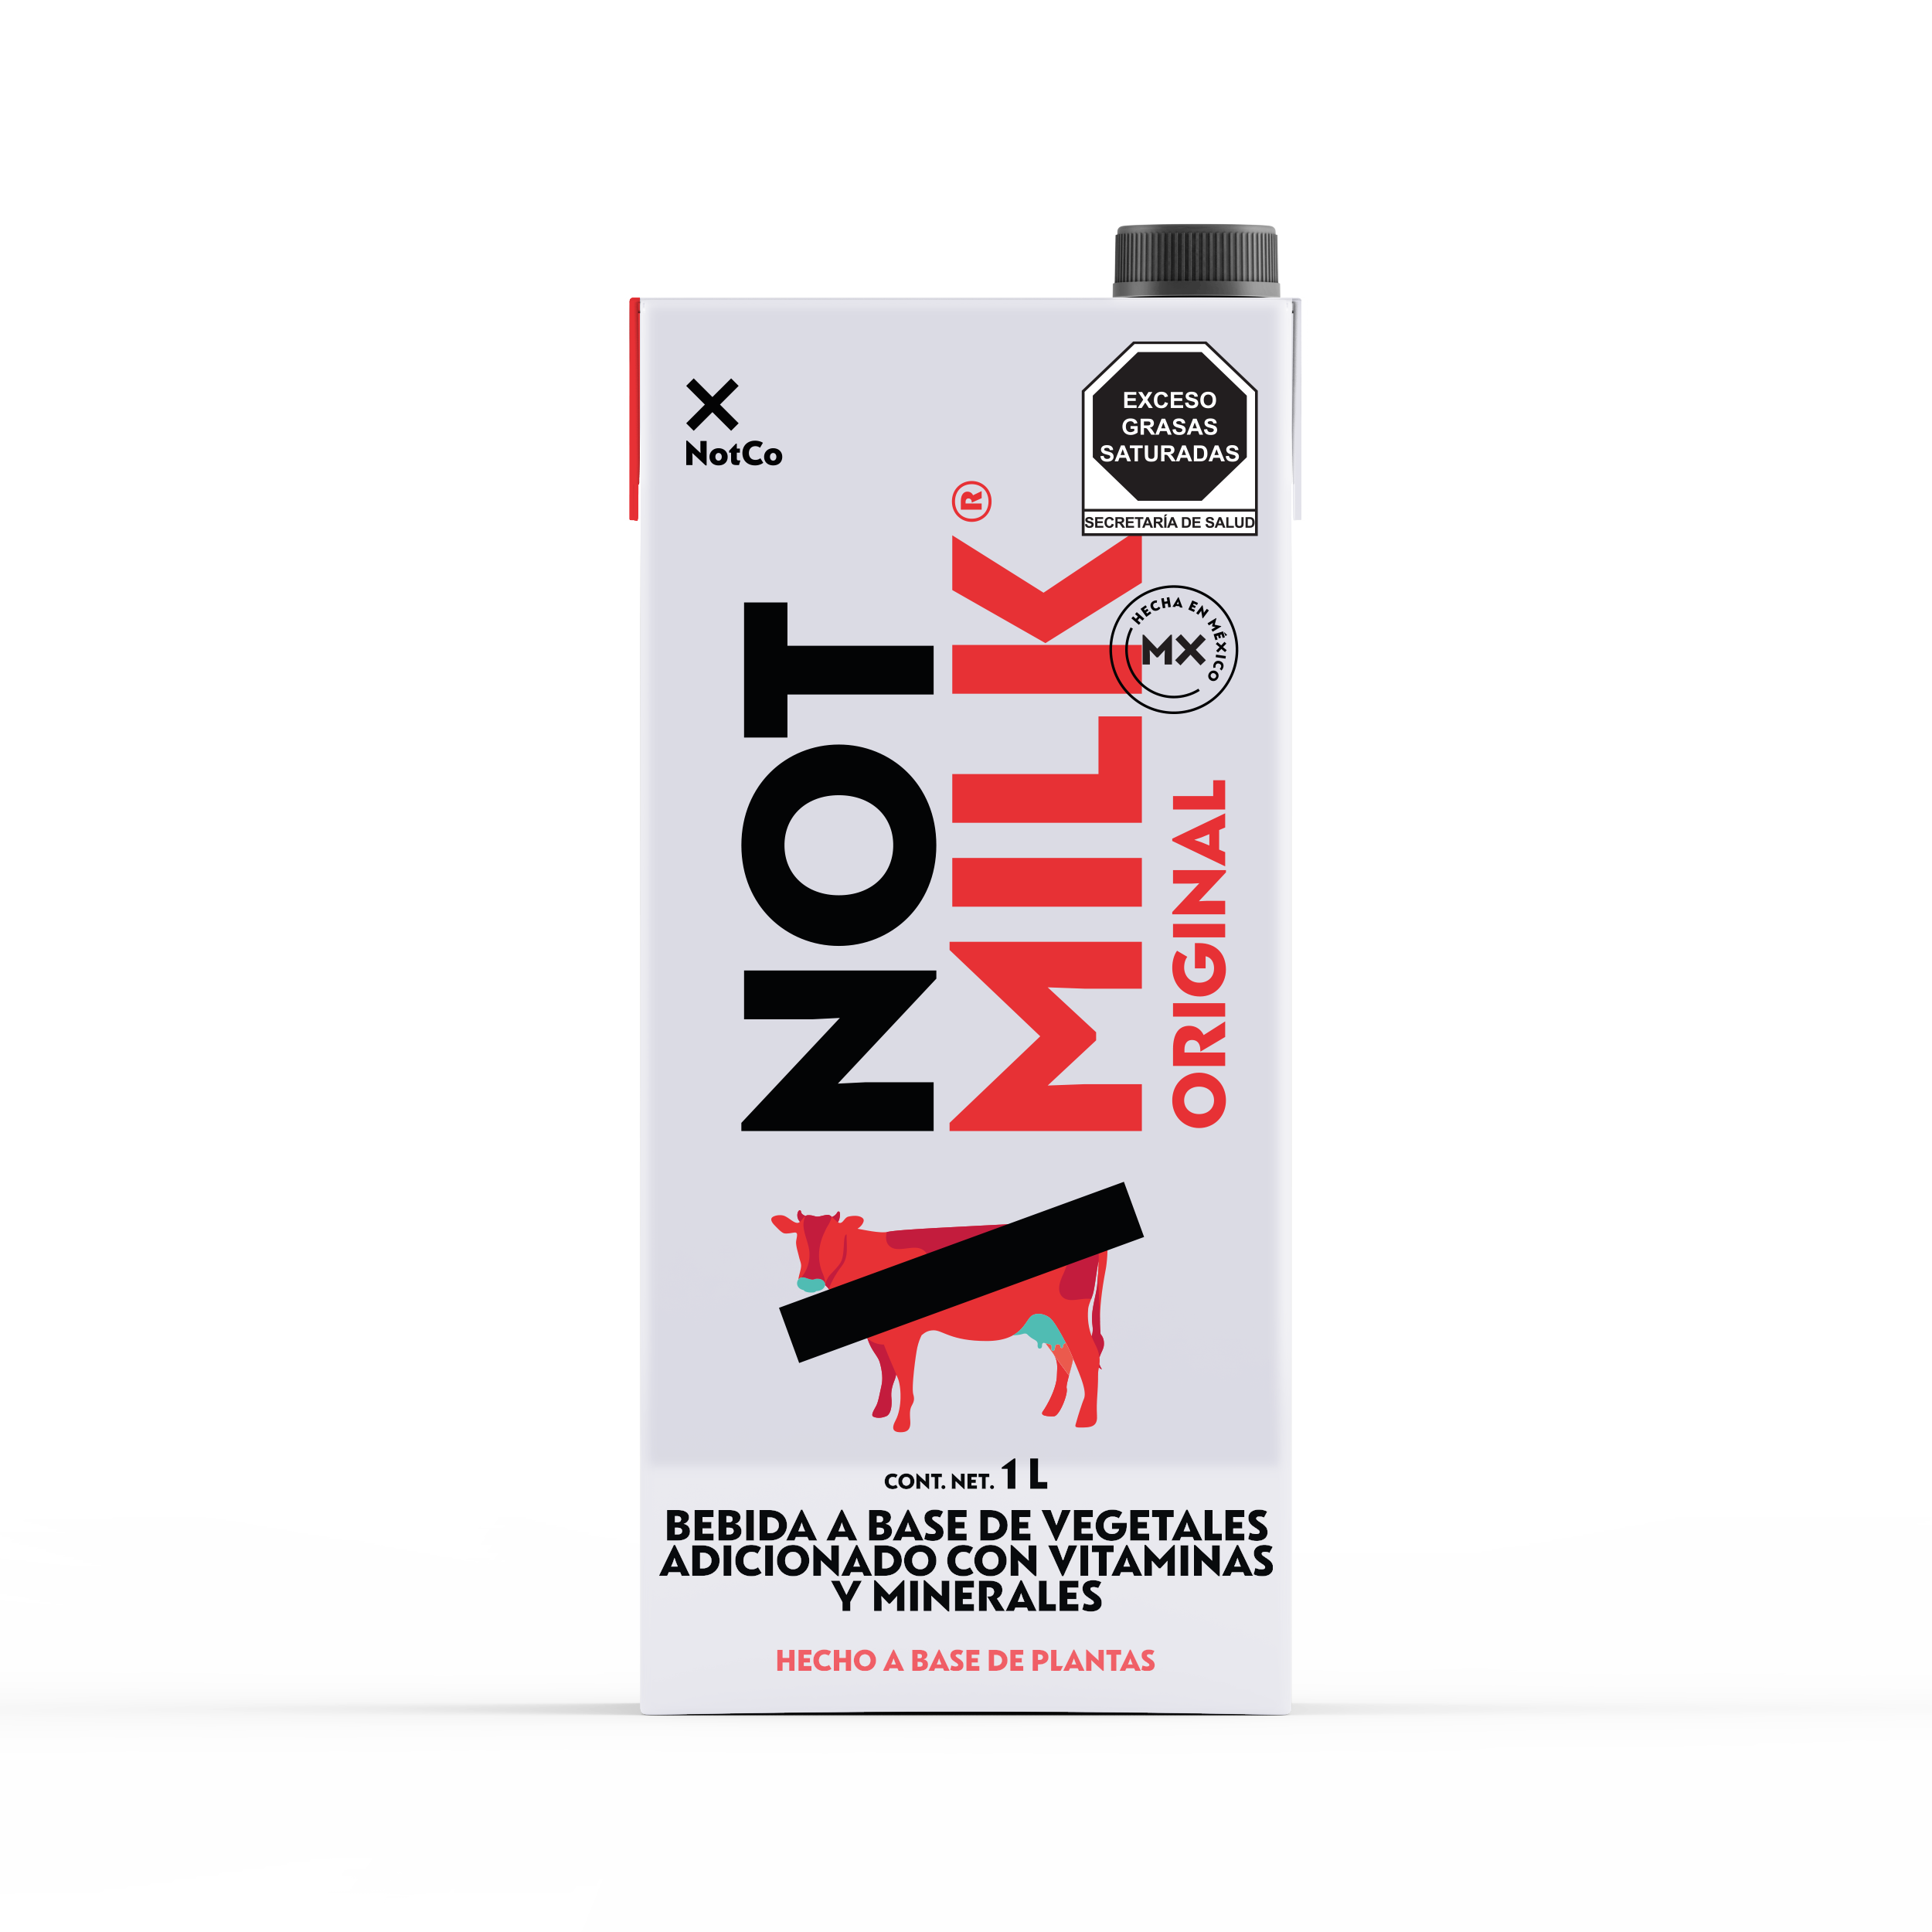 NotCo
EXCESO
GRASAS
SATURADAS
SECRETARÍA DE SALUD
NOT
MILK®
HECHA EN MÉXICO
MX
ORIGINAL
CONT. NET. 1 L
BEBIDA A BASE DE VEGETALES
ADICIONADO CON VITAMINAS
Y MINERALES
HECHO A BASE DE PLANTAS